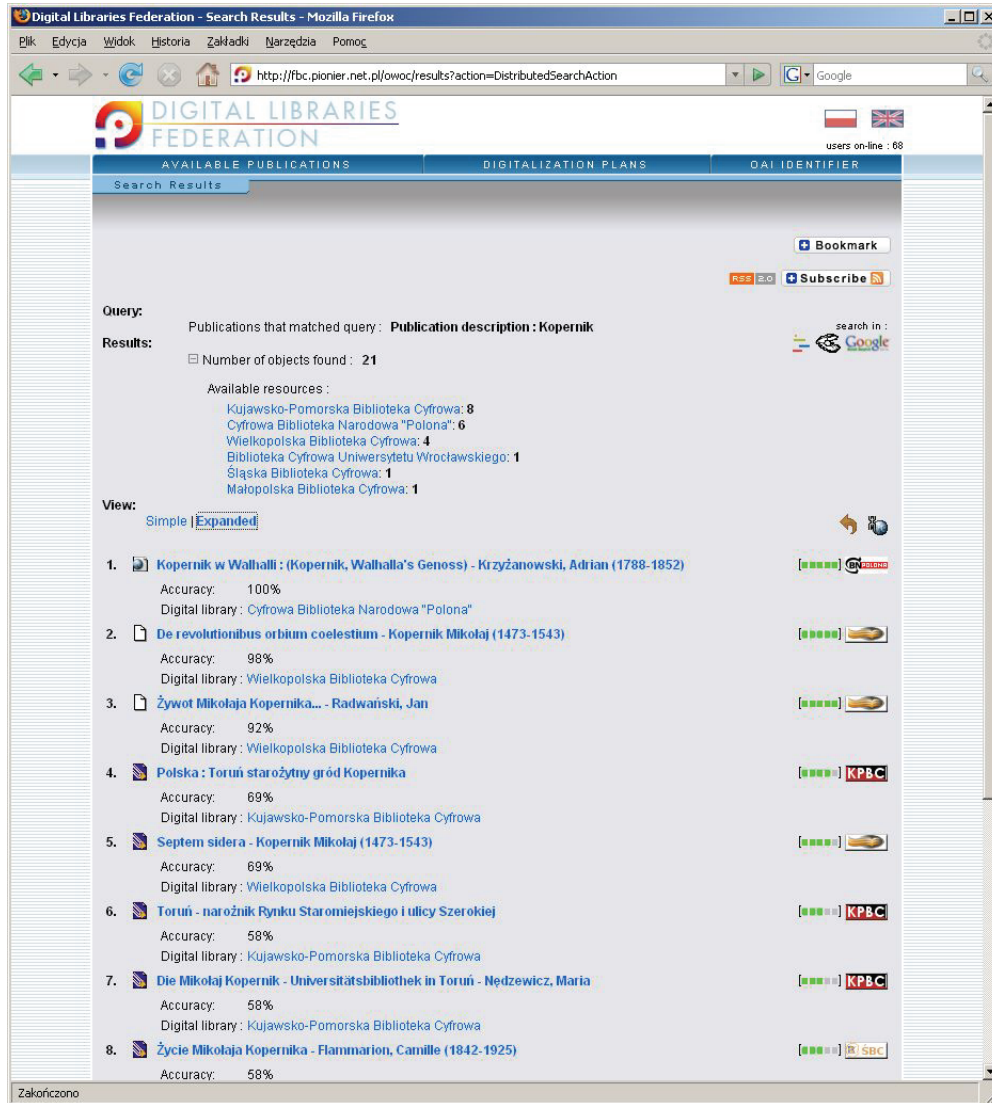 Digital Libraries Federation - Search Results - Mozilla Firefox
Plik Edycja Widok Historia Zakładki Narzędzia Pomoc
http://fbc.pionier.net.pl/owoc/results?action=DistributedSearchAction
G Google
DIGITAL LIBRARIES
FEDERATION
users on-line : 68
AVAILABLE PUBLICATIONS DIGITALIZATION PLANS OAI IDENTIFIER
Search Results
Bookmark
RSS 2.0 Subscribe
Query:
Publications that matched query : Publication description : Kopernik
search in :
Results:
Google
Number of objects found : 21
Available resources :
Kujawsko-Pomorska Biblioteka Cyfrowa: 8
Cyfrowa Biblioteka Narodowa "Polona": 6
Wielkopolska Biblioteka Cyfrowa: 4
Biblioteka Cyfrowa Uniwersytetu Wrocławskiego: 1
Śląska Biblioteka Cyfrowa: 1
Małopolska Biblioteka Cyfrowa: 1
View:
Simple | Expanded
1. Kopernik w Walhalli : (Kopernik, Walhalla's Genoss) - Krzyżanowski, Adrian (1788-1852) BN POLONA
Accuracy: 100%
Digital library : Cyfrowa Biblioteka Narodowa "Polona"
2. De revolutionibus orbium coelestium - Kopernik Mikołaj (1473-1543)
Accuracy: 98%
Digital library : Wielkopolska Biblioteka Cyfrowa
3. Żywot Mikołaja Kopernika... - Radwański, Jan
Accuracy: 92%
Digital library : Wielkopolska Biblioteka Cyfrowa
4. Polska : Toruń starożytny gród Kopernika KPBC
Accuracy: 69%
Digital library : Kujawsko-Pomorska Biblioteka Cyfrowa
5. Septem sidera - Kopernik Mikołaj (1473-1543)
Accuracy: 69%
Digital library : Wielkopolska Biblioteka Cyfrowa
6. Toruń - narożnik Rynku Staromiejskiego i ulicy Szerokiej KPBC
Accuracy: 58%
Digital library : Kujawsko-Pomorska Biblioteka Cyfrowa
7. Die Mikołaj Kopernik - Universitätsbibliothek in Toruń - Nędzewicz, Maria KPBC
Accuracy: 58%
Digital library : Kujawsko-Pomorska Biblioteka Cyfrowa
8. Życie Mikołaja Kopernika - Flammarion, Camille (1842-1925) ŚBC
Accuracy: 58%
Zakończono